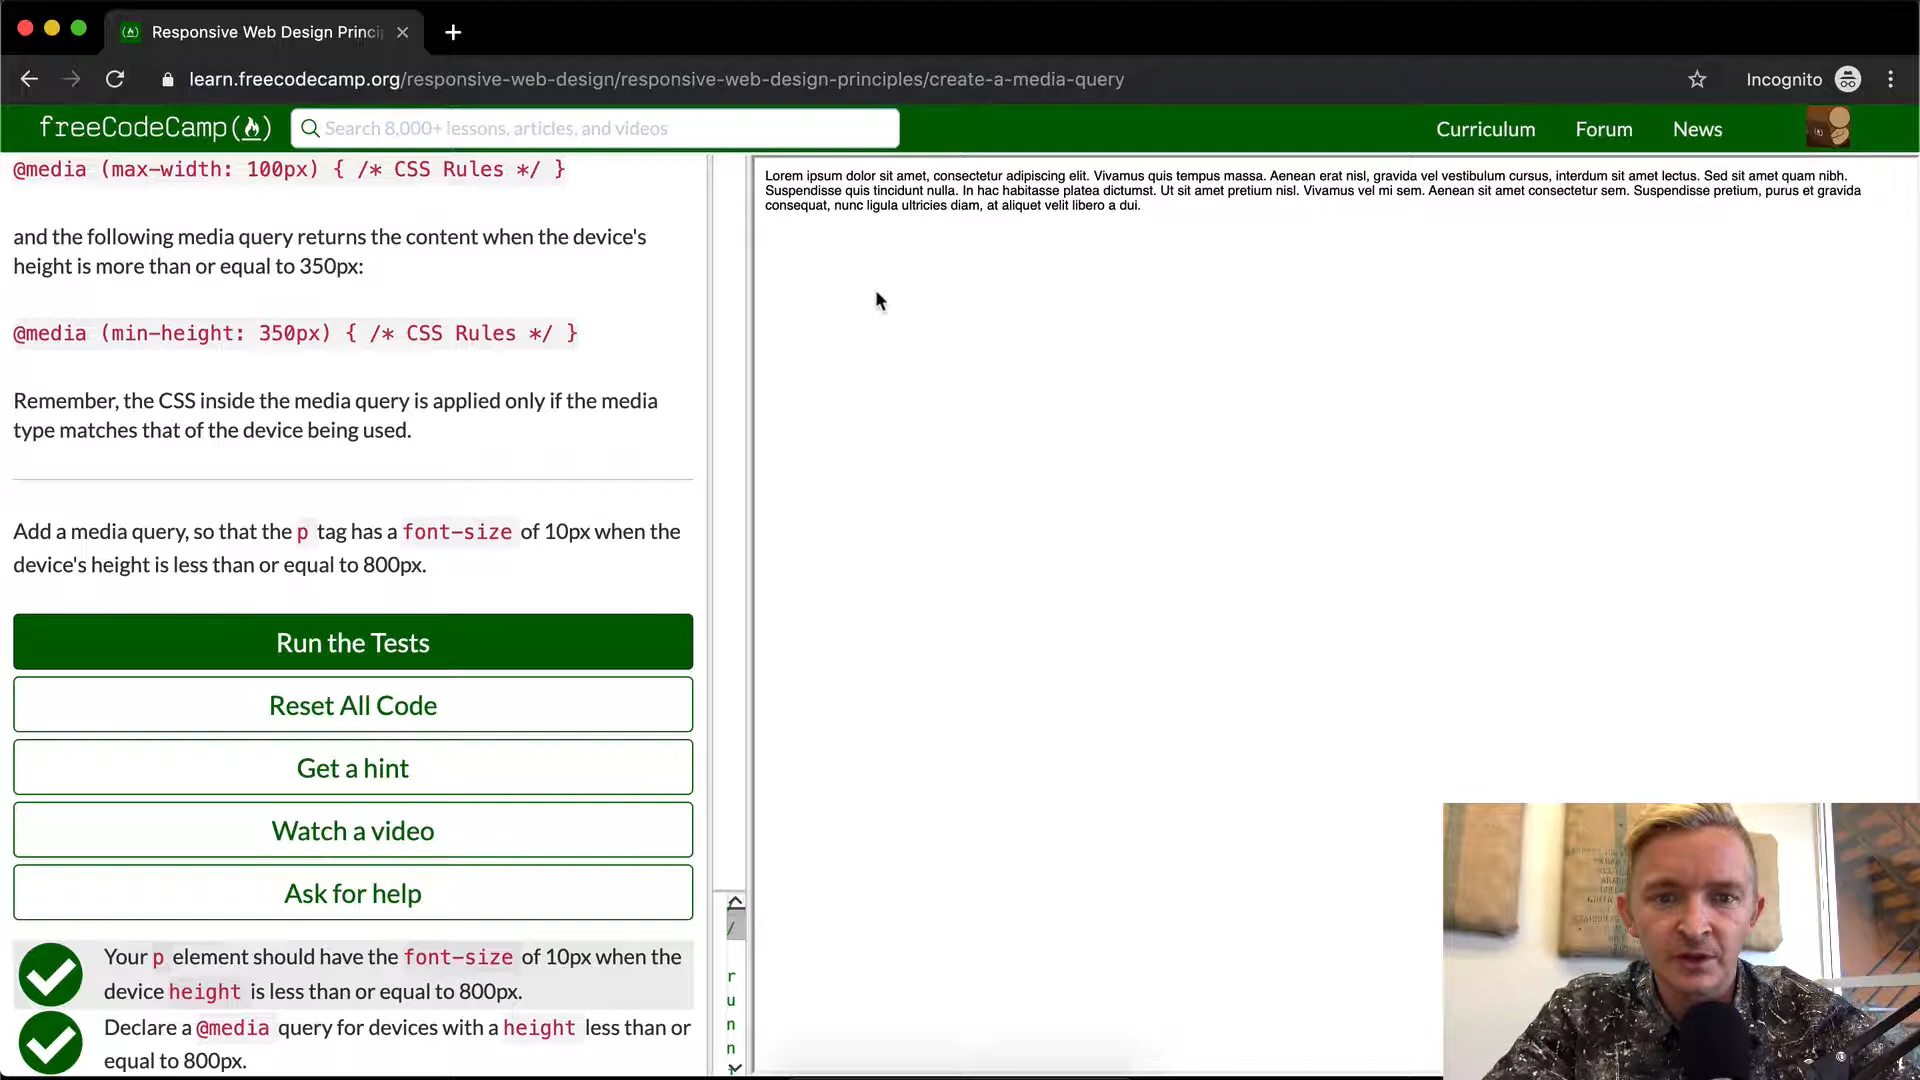 Responsive Web Design Princi
learn.freecodecamp.org/responsive-web-design/responsive-web-design-principles/create-a-media-query
Incognito
freeCodeCamp
Search 8,000+ lessons, articles, and videos
Curriculum
Forum
News
@media (max-width: 100px) { /* CSS Rules */ }
and the following media query returns the content when the device's
height is more than or equal to 350px:
@media (min-height: 350px) { /* CSS Rules */ }
Remember, the CSS inside the media query is applied only if the media
type matches that of the device being used.
Add a media query, so that the p tag has a font-size of 10px when the
device's height is less than or equal to 800px.
Run the Tests
Reset All Code
Get a hint
Watch a video
Ask for help
Your p element should have the font-size of 10px when the
device height is less than or equal to 800px.
Declare a @media query for devices with a height less than or
equal to 800px.
/
r
u
n
n
Lorem ipsum dolor sit amet, consectetur adipiscing elit. Vivamus quis tempus massa. Aenean erat nisl, gravida vel vestibulum cursus, interdum sit amet lectus. Sed sit amet quam nibh.
Suspendisse quis tincidunt nulla. In hac habitasse platea dictumst. Ut sit amet pretium nisl. Vivamus vel mi sem. Aenean sit amet consectetur sem. Suspendisse pretium, purus et gravida
consequat, nunc ligula ultricies diam, at aliquet velit libero a dui.